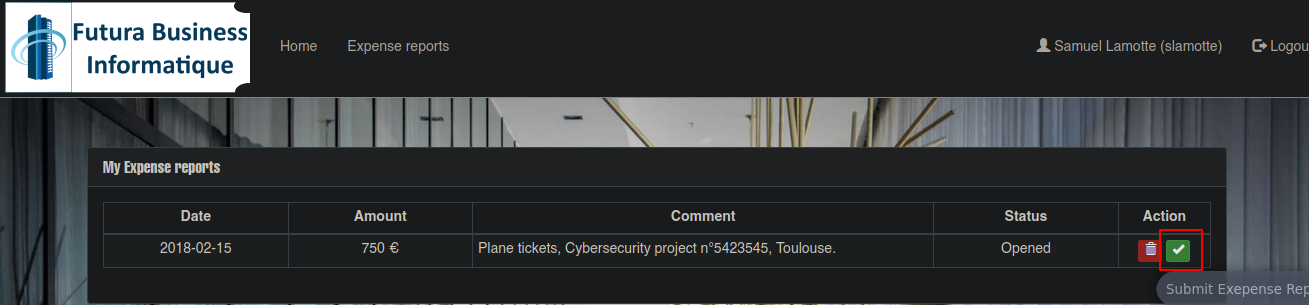 Futura Business
Informatique
Home Expense reports Samuel Lamotte (slamotte) Logou
My Expense reports
Date Amount Comment Status Action
2018-02-15 750 € Plane tickets, Cybersecurity project n°5423545, Toulouse. Opened
Submit Exepense Rep